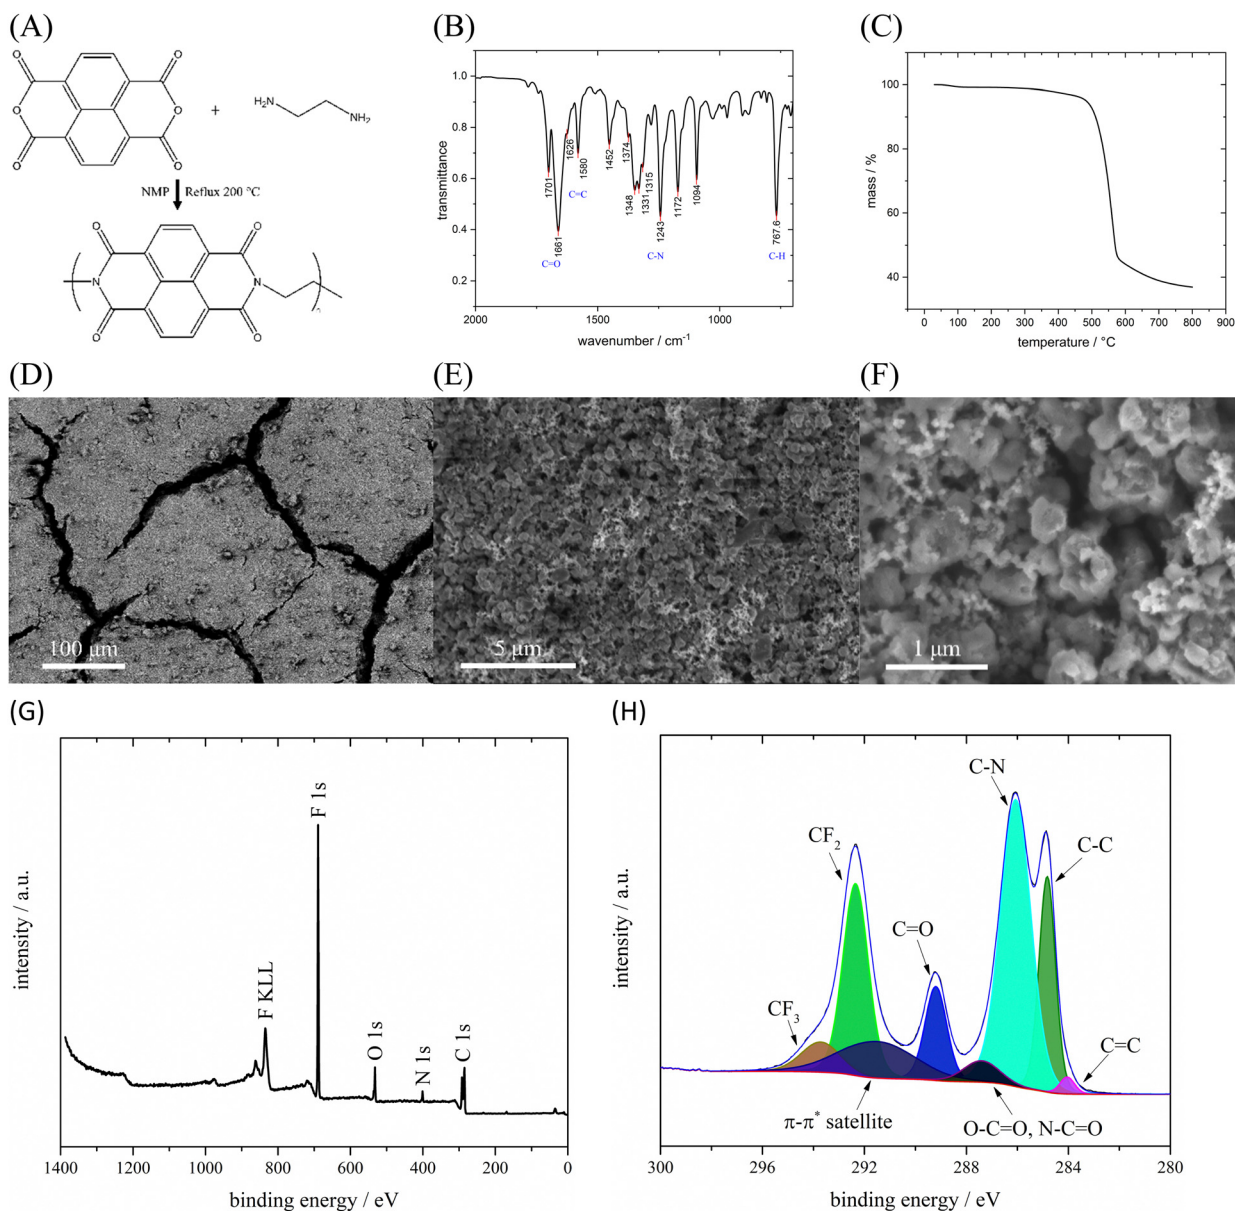 (A)
O
O
O
O
O
O
+
H₂N
NH₂
NMP
Reflux 200 °C
O
O
N
N
O
O
n
(B)
transmittance
1.0
0.8
0.6
0.4
0.2
1701
1661
1626
1580
1452
1374
1348
1331
1315
1243
1172
1094
767.6
C=O
C=C
C-N
C-H
2000
1500
1000
wavenumber / cm⁻¹
(C)
mass / %
100
80
60
40
0
100
200
300
400
500
600
700
800
900
temperature / °C
(D)
100 μm
(E)
5 μm
(F)
1 μm
(G)
intensity / a.u.
F KLL
F 1s
O 1s
N 1s
C 1s
1400
1200
1000
800
600
400
200
0
binding energy / eV
(H)
intensity / a.u.
CF₃
CF₂
C=O
C-N
C-C
C=C
π-π* satellite
O-C=O, N-C=O
300
296
292
288
284
280
binding energy / eV